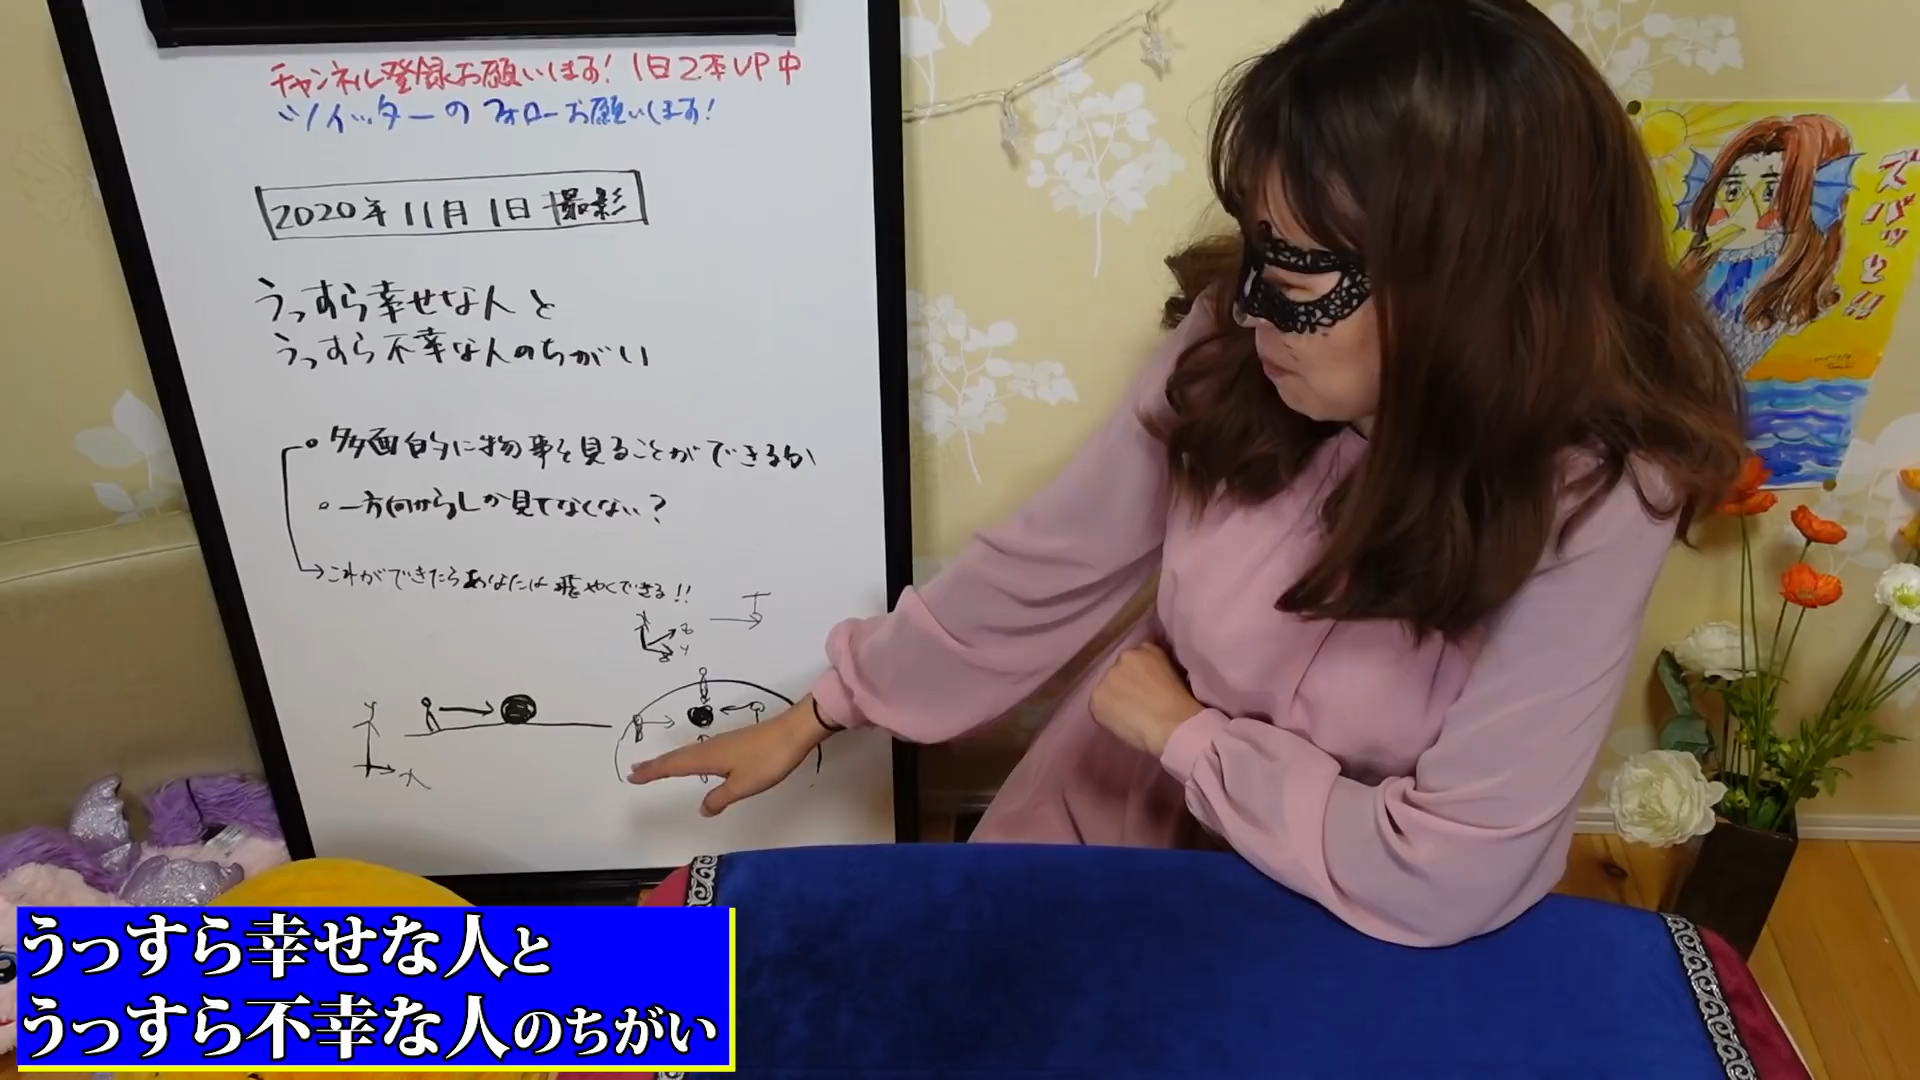 チャンネル登録お願いします! 1日2本UP中
ツイッターのフォローお願いします!
2020年11月1日撮影
うっすら幸せな人と
うっすら不幸な人のちがい
多面的に物事を見ることができるか
一方向からしか見てなくない?
これができたらあなたは飛やくできる!!
Z
Y
Y
X
ズバッと!!
うっすら幸せな人と
うっすら不幸な人のちがい